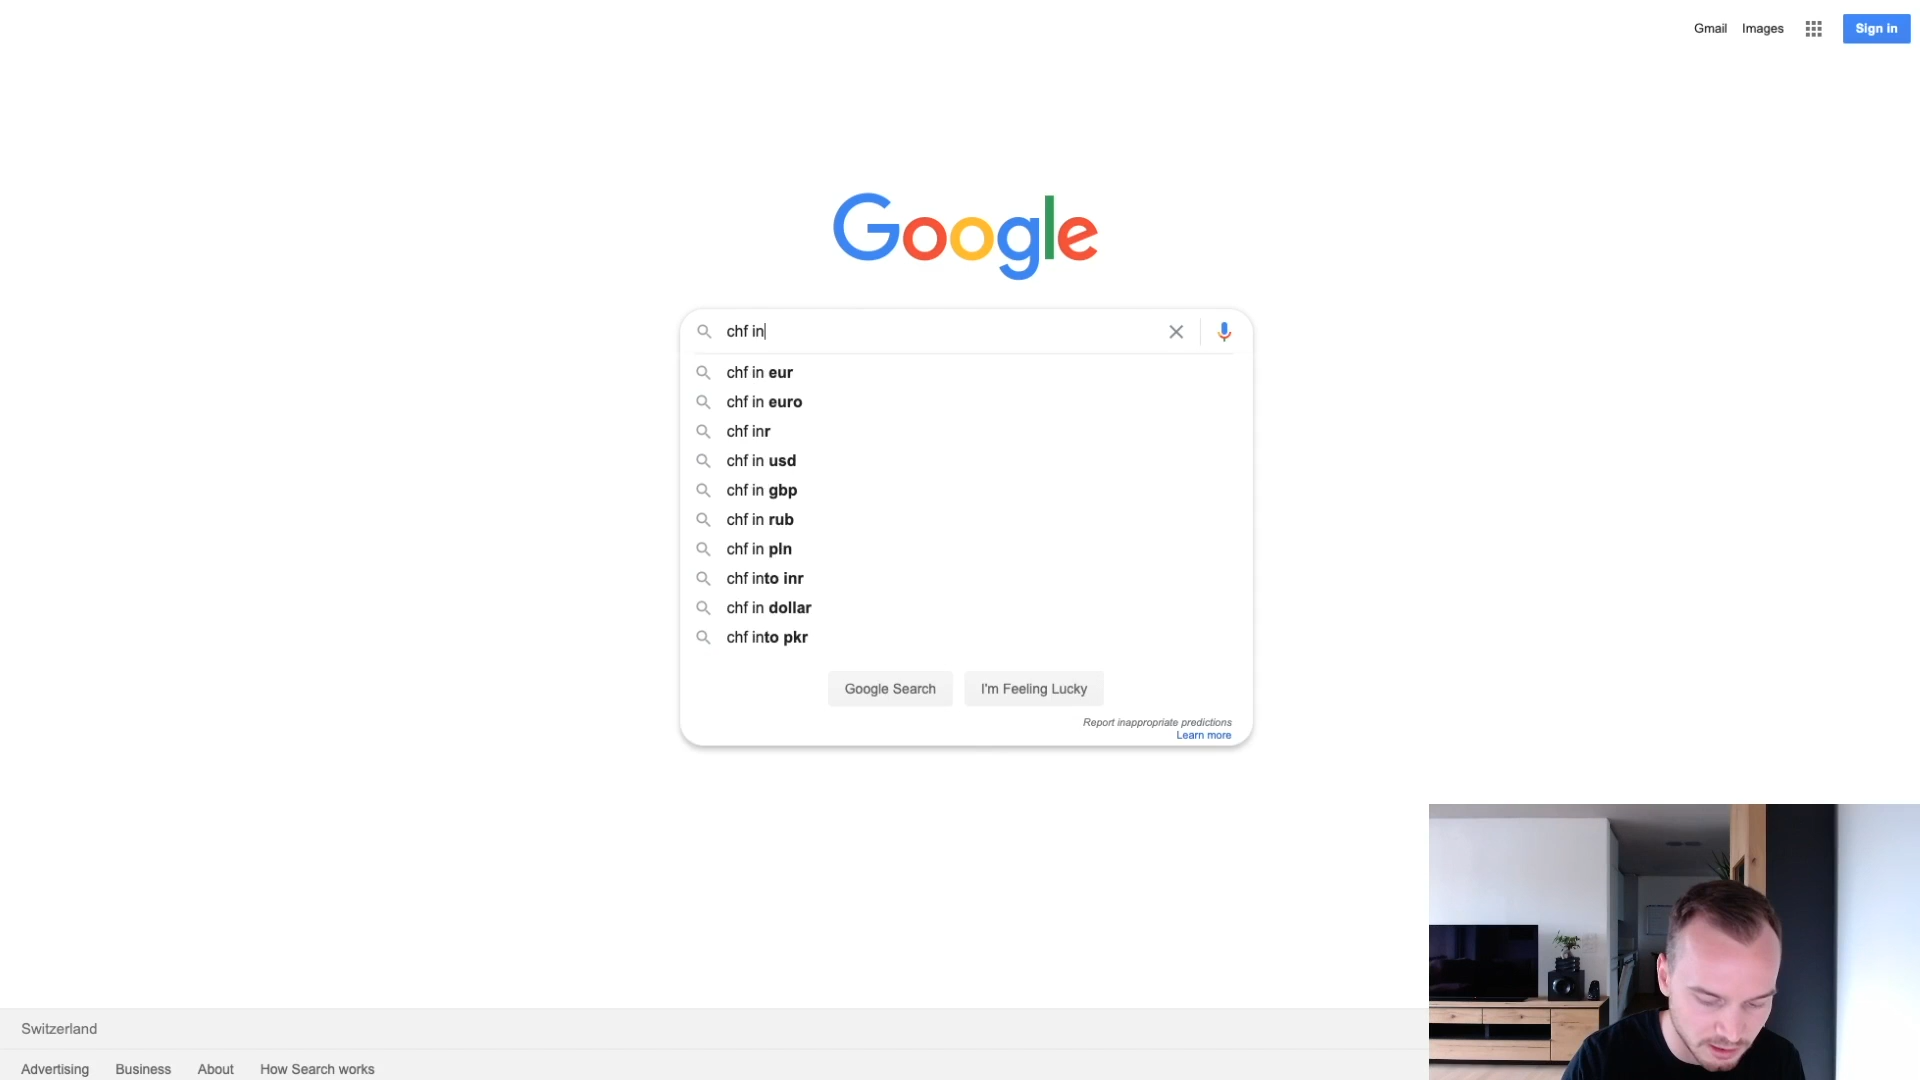 Gmail Images Sign in
Google
chf in
chf in eur
chf in euro
chf inr
chf in usd
chf in gbp
chf in rub
chf in pln
chf into inr
chf in dollar
chf into pkr
Google Search I'm Feeling Lucky
Report inappropriate predictions
Learn more
Switzerland
Advertising Business About How Search works